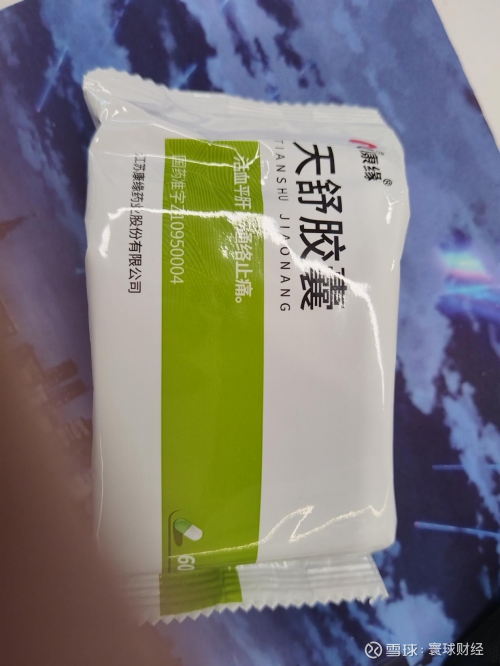 康缘®
天舒胶囊
TIANSHU JIAONANG
活血平肝,通络止痛。
国药准字Z10950004
江苏康缘药业股份有限公司
60
雪球:寰球财经